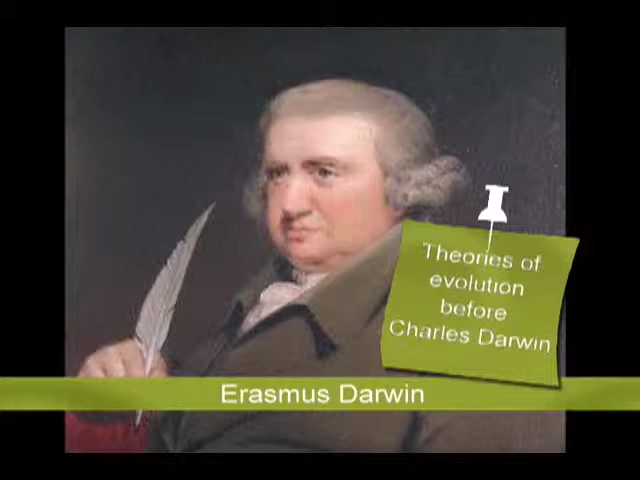 Theories of
evolution
before
Charles Darwin
Erasmus Darwin